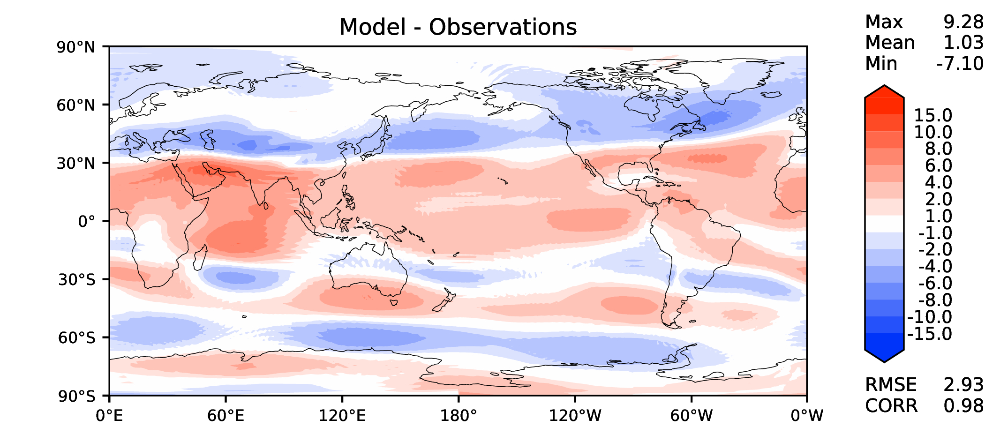 Model - Observations
Max 9.28
Mean 1.03
Min -7.10
90°N
60°N
30°N
0°
30°S
60°S
90°S
0°E 60°E 120°E 180° 120°W 60°W 0°W
15.0
10.0
8.0
6.0
4.0
2.0
1.0
-1.0
-2.0
-4.0
-6.0
-8.0
-10.0
-15.0
RMSE 2.93
CORR 0.98